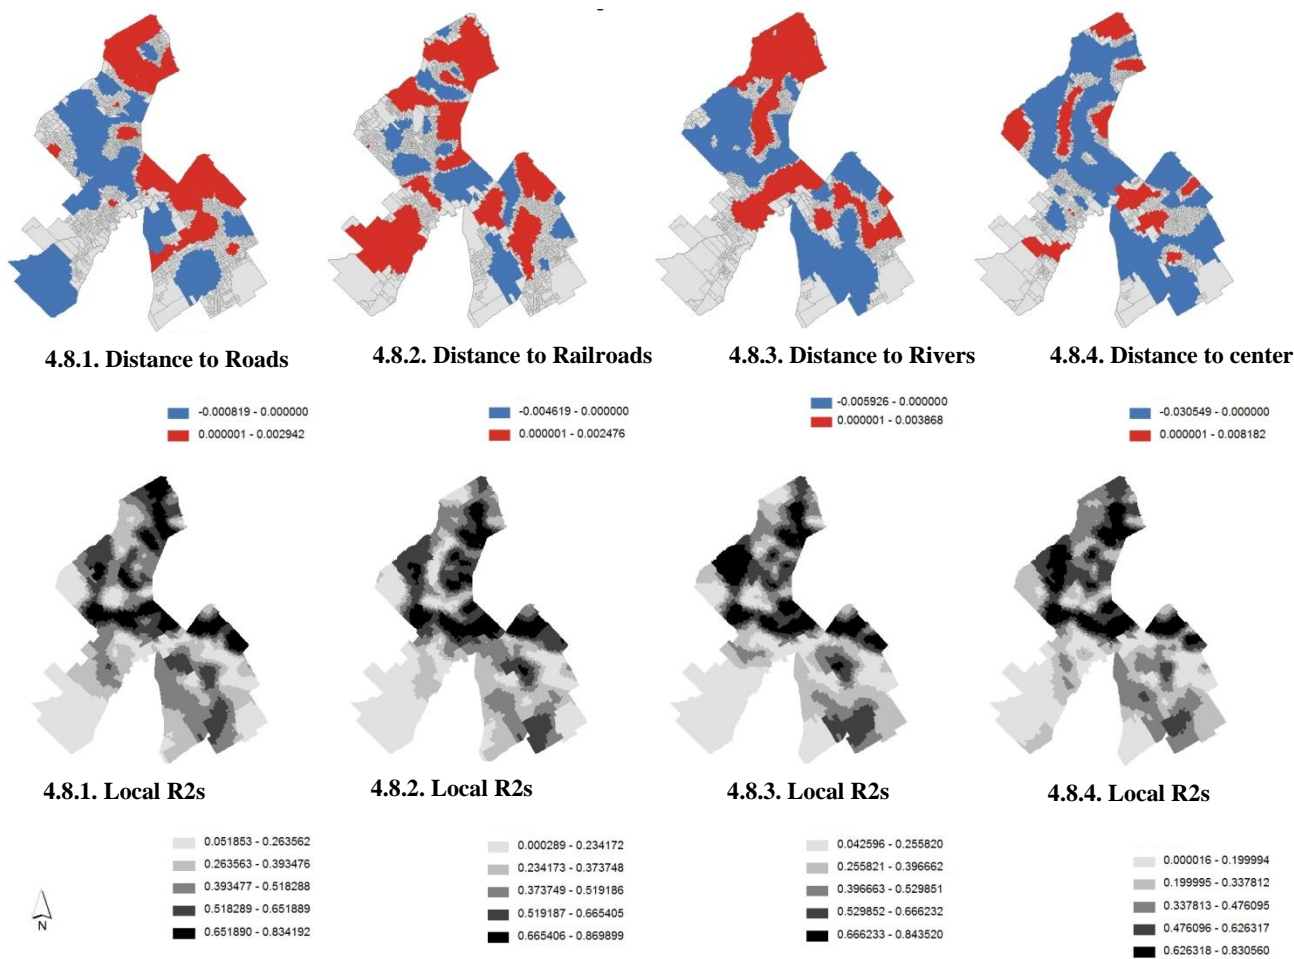 4.8.1. Distance to Roads
4.8.2. Distance to Railroads
4.8.3. Distance to Rivers
4.8.4. Distance to center
-0.000819 - 0.000000
0.000001 - 0.002942
-0.004619 - 0.000000
0.000001 - 0.002476
-0.005926 - 0.000000
0.000001 - 0.003868
-0.030549 - 0.000000
0.000001 - 0.008182
4.8.1. Local R2s
4.8.2. Local R2s
4.8.3. Local R2s
4.8.4. Local R2s
0.051853 - 0.263562
0.263563 - 0.393476
0.393477 - 0.518288
0.518289 - 0.651889
0.651890 - 0.834192
0.000289 - 0.234172
0.234173 - 0.373748
0.373749 - 0.519186
0.519187 - 0.665405
0.665406 - 0.869899
0.042596 - 0.255820
0.255821 - 0.396662
0.396663 - 0.529851
0.529852 - 0.666232
0.666233 - 0.843520
0.000016 - 0.199994
0.199995 - 0.337812
0.337813 - 0.476095
0.476096 - 0.626317
0.626318 - 0.830560
N